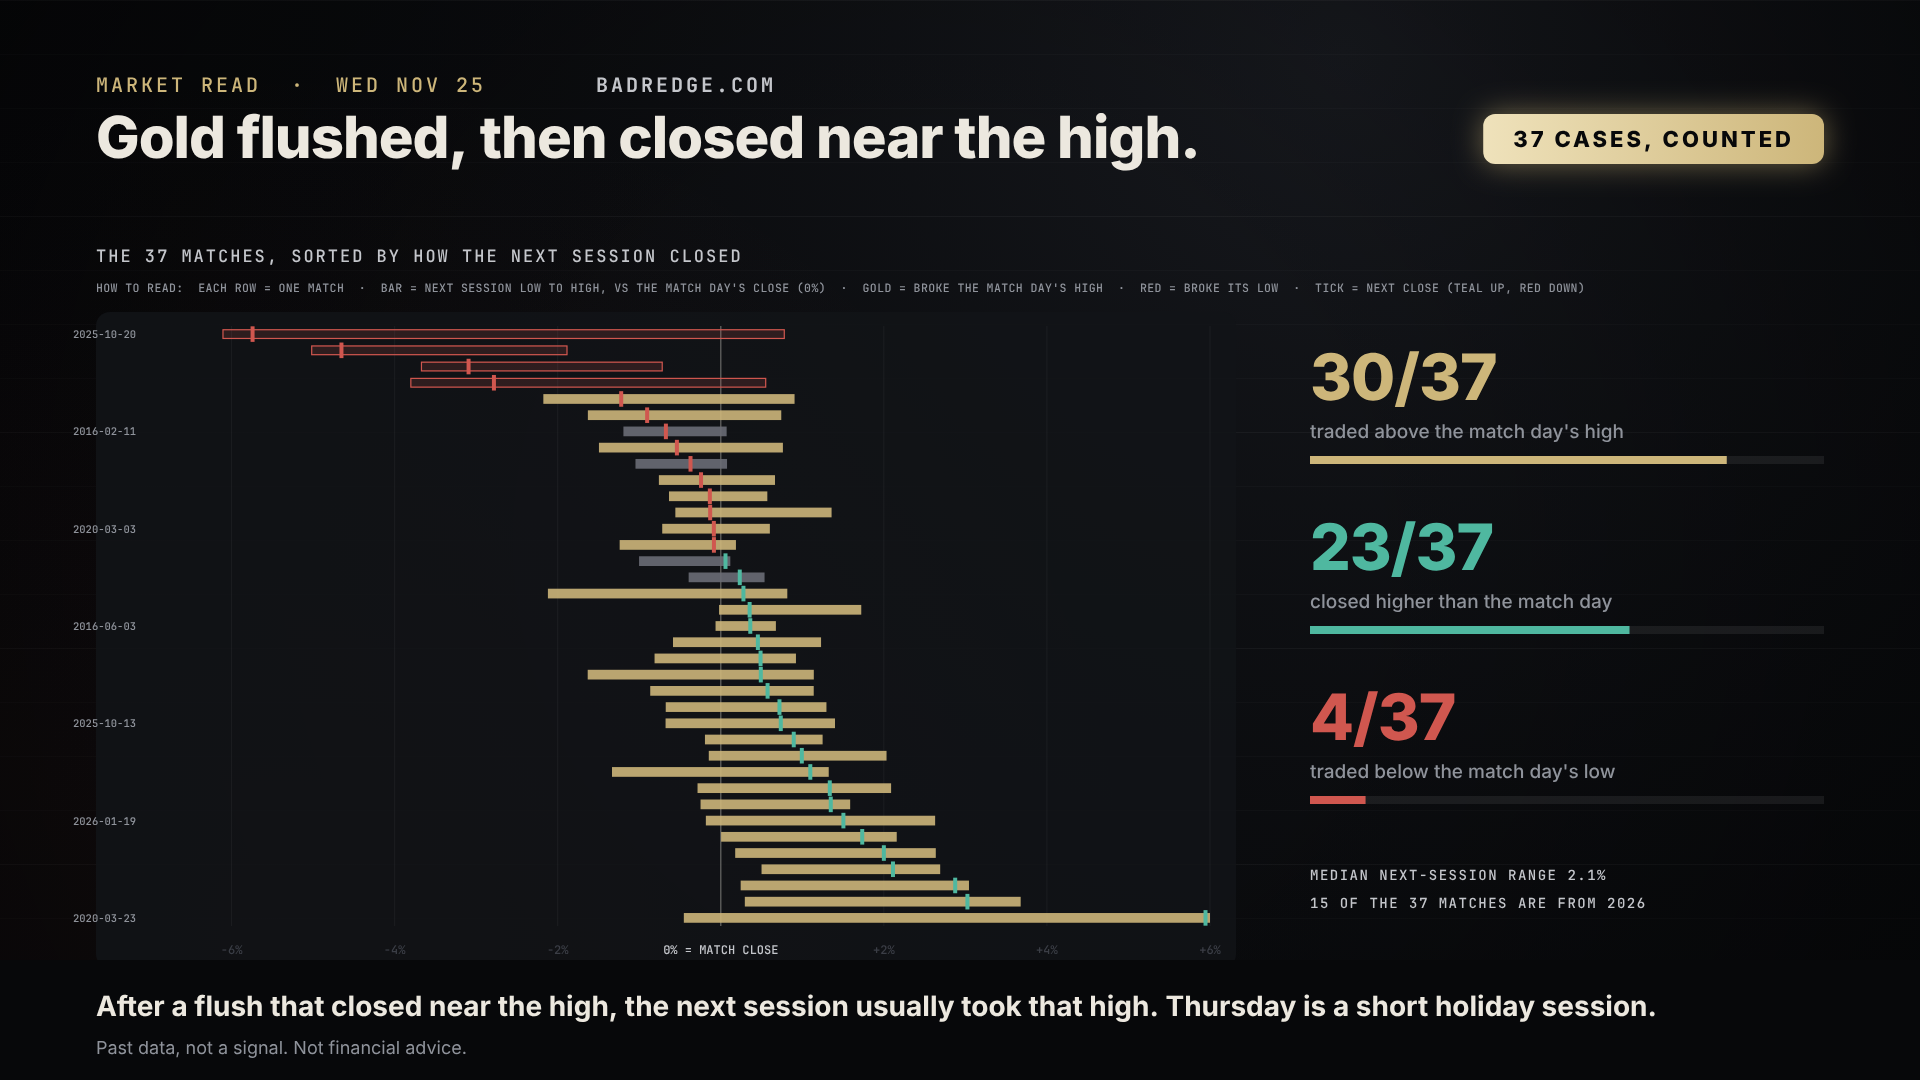 MARKET READ · WED NOV 25 BADREDGE.COM
Gold flushed, then closed near the high.
37 CASES, COUNTED
THE 37 MATCHES, SORTED BY HOW THE NEXT SESSION CLOSED
HOW TO READ: EACH ROW = ONE MATCH · BAR = NEXT SESSION LOW TO HIGH, VS THE MATCH DAY'S CLOSE (0%) · GOLD = BROKE THE MATCH DAY'S HIGH · RED = BROKE ITS LOW · TICK = NEXT CLOSE (TEAL UP, RED DOWN)
2025-10-20
2016-02-11
2020-03-03
2016-06-03
2025-10-13
2026-01-19
2020-03-23
-6% -4% -2% 0% = MATCH CLOSE +2% +4% +6%
30/37
traded above the match day's high
23/37
closed higher than the match day
4/37
traded below the match day's low
MEDIAN NEXT-SESSION RANGE 2.1%
15 OF THE 37 MATCHES ARE FROM 2026
After a flush that closed near the high, the next session usually took that high. Thursday is a short holiday session.
Past data, not a signal. Not financial advice.